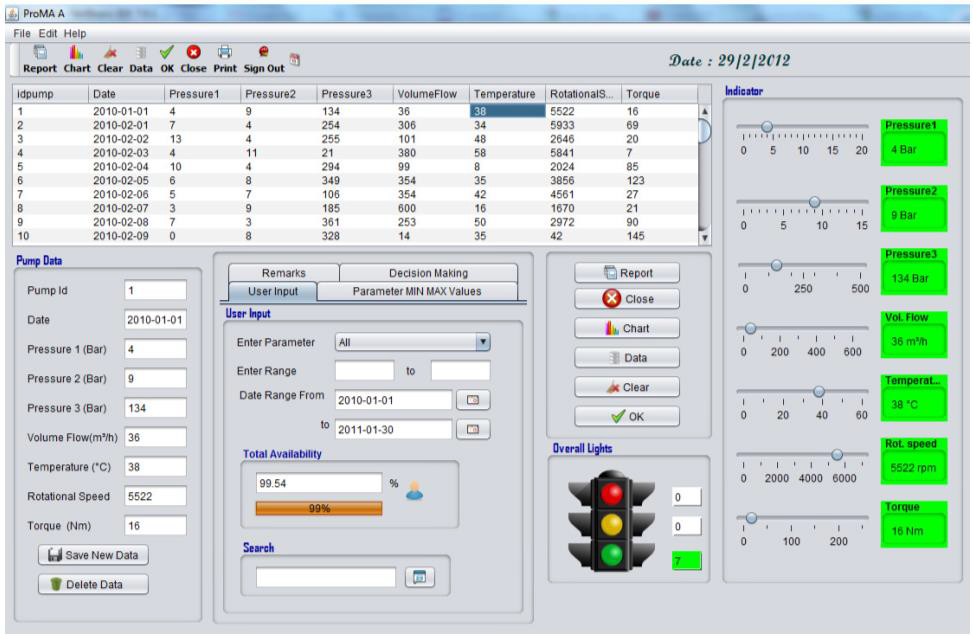 ProMA A
File Edit Help
Report Chart Clear Data OK Close Print Sign Out
Date : 29/2/2012
idpump Date Pressure1 Pressure2 Pressure3 VolumeFlow Temperature RotationalS... Torque
1 2010-01-01 4 9 134 36 38 5522 16
2 2010-02-01 7 4 254 306 34 5933 69
3 2010-02-02 13 4 255 101 48 2646 20
4 2010-02-03 4 11 21 380 58 5841 7
5 2010-02-04 10 4 294 99 8 2024 85
6 2010-02-05 6 8 349 354 35 3856 123
7 2010-02-06 5 7 106 354 42 4561 27
8 2010-02-07 3 9 185 600 16 1670 21
9 2010-02-08 7 3 361 253 50 2972 90
10 2010-02-09 0 8 328 14 35 42 145
Pump Data
Pump Id 1
Date 2010-01-01
Pressure 1 (Bar) 4
Pressure 2 (Bar) 9
Pressure 3 (Bar) 134
Volume Flow(m³/h) 36
Temperature (°C) 38
Rotational Speed 5522
Torque (Nm) 16
Save New Data
Delete Data
Remarks Decision Making
User Input Parameter MIN MAX Values
User Input
Enter Parameter All
Enter Range to
Date Range From 2010-01-01
to 2011-01-30
Total Availability
99.54 %
99%
Search
Report
Close
Chart
Data
Clear
OK
Overall Lights
0
0
7
Indicator
Pressure1
0 5 10 15 20
4 Bar
Pressure2
0 5 10 15
9 Bar
Pressure3
0 250 500
134 Bar
Vol. Flow
0 200 400 600
36 m³/h
Temperat...
0 20 40 60
38 °C
Rot. speed
0 2000 4000 6000
5522 rpm
Torque
0 100 200
16 Nm